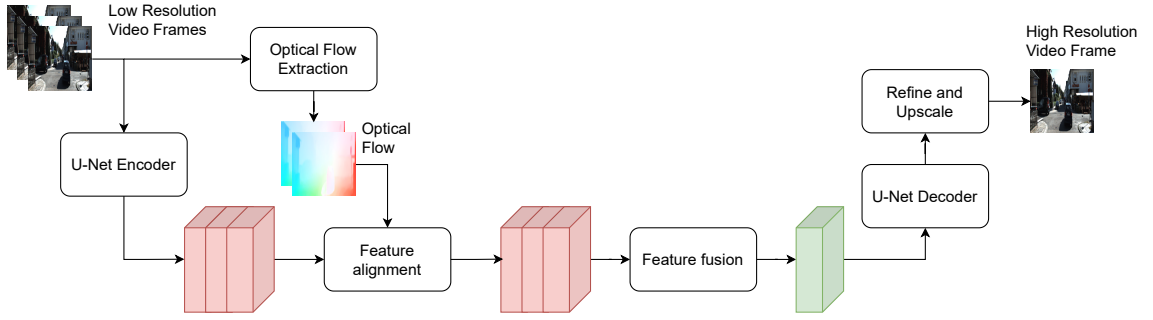 Low Resolution
Video Frames
Optical Flow
Extraction
High Resolution
Video Frame
Refine and
Upscale
Optical
Flow
U-Net Encoder
U-Net Decoder
Feature
alignment
Feature fusion